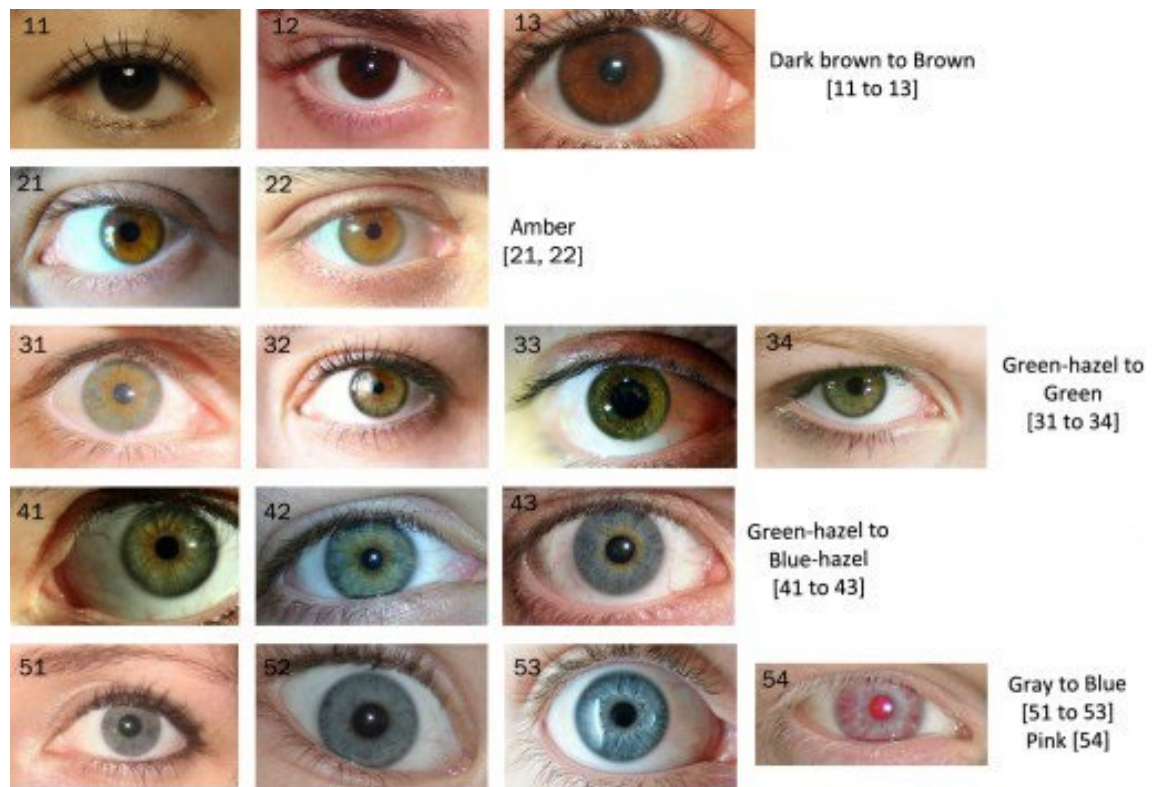 11
12
13
Dark brown to Brown
[11 to 13]
21
22
Amber
[21, 22]
31
32
33
34
Green-hazel to
Green
[31 to 34]
41
42
43
Green-hazel to
Blue-hazel
[41 to 43]
51
52
53
54
Gray to Blue
[51 to 53]
Pink [54]